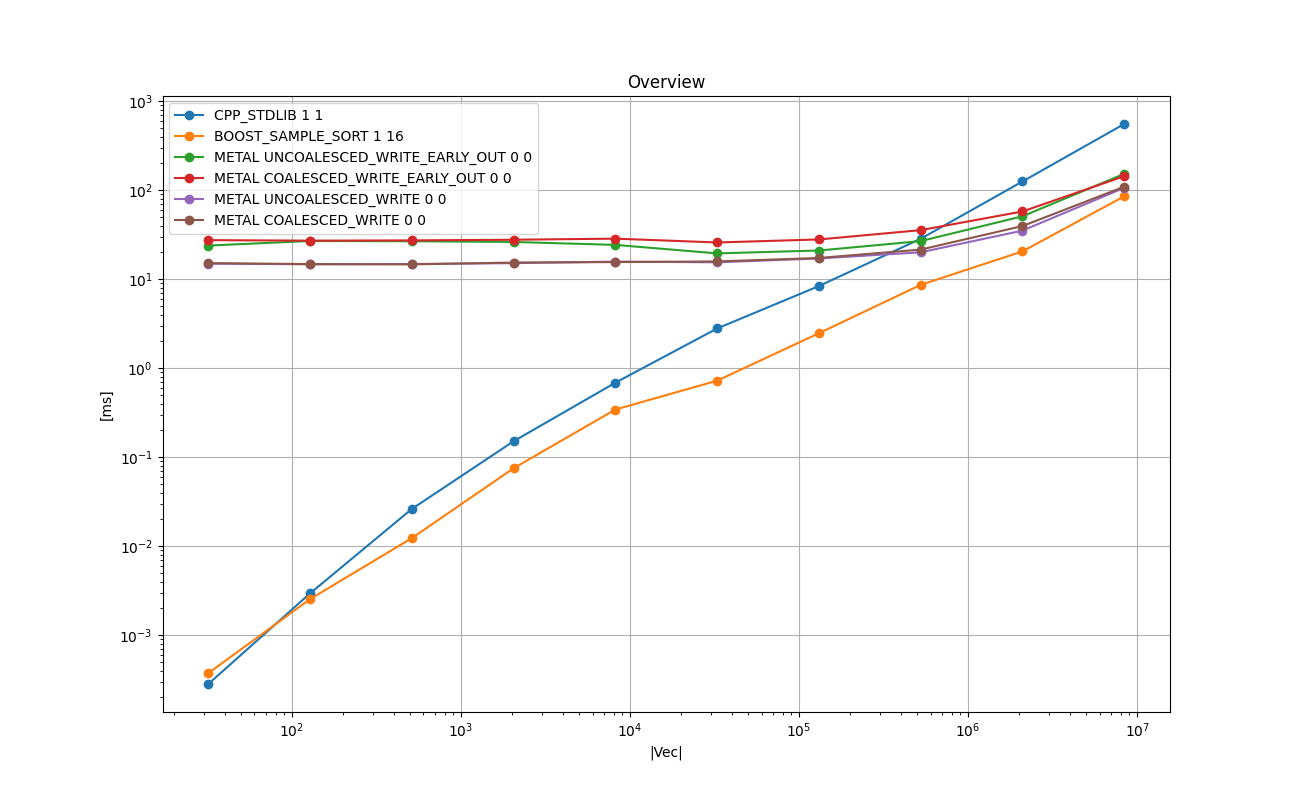 Overview
10³
CPP_STDLIB 1 1
BOOST_SAMPLE_SORT 1 16
METAL UNCOALESCED_WRITE_EARLY_OUT 0 0
METAL COALESCED_WRITE_EARLY_OUT 0 0
METAL UNCOALESCED_WRITE 0 0
METAL COALESCED_WRITE 0 0
10²
10¹
10⁰
[ms]
10⁻¹
10⁻²
10⁻³
10² 10³ 10⁴ 10⁵ 10⁶ 10⁷
|Vec|